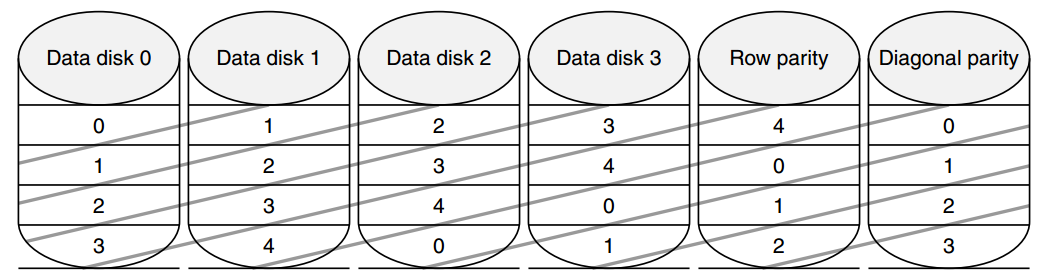 Data disk 0 Data disk 1 Data disk 2 Data disk 3 Row parity Diagonal parity
0 1 2 3 4 0
1 2 3 4 0 1
2 3 4 0 1 2
3 4 0 1 2 3